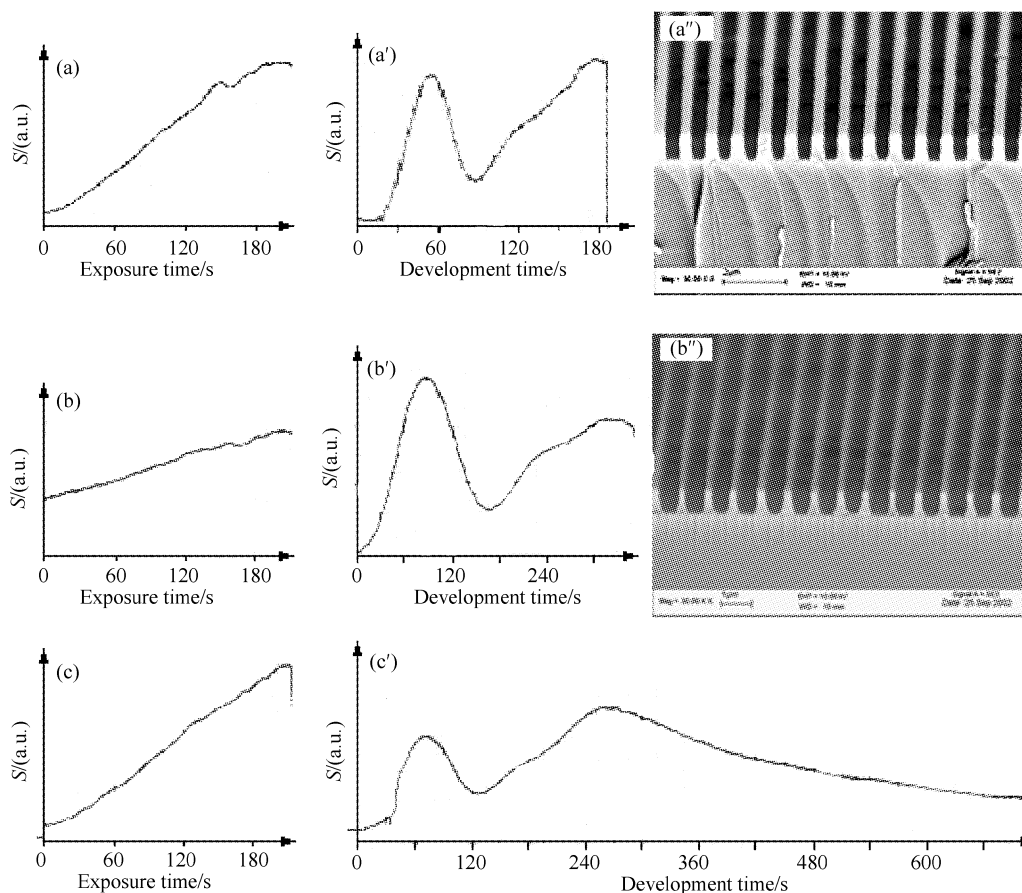 (a)
S/(a.u.)
0 60 120 180
Exposure time/s
(a′)
S/(a.u.)
0 60 120 180
Development time/s
(a″)
(b)
S/(a.u.)
0 60 120 180
Exposure time/s
(b′)
S/(a.u.)
0 120 240
Development time/s
(b″)
(c)
S/(a.u.)
0 60 120 180
Exposure time/s
(c′)
S/(a.u.)
0 120 240 360 480 600
Development time/s